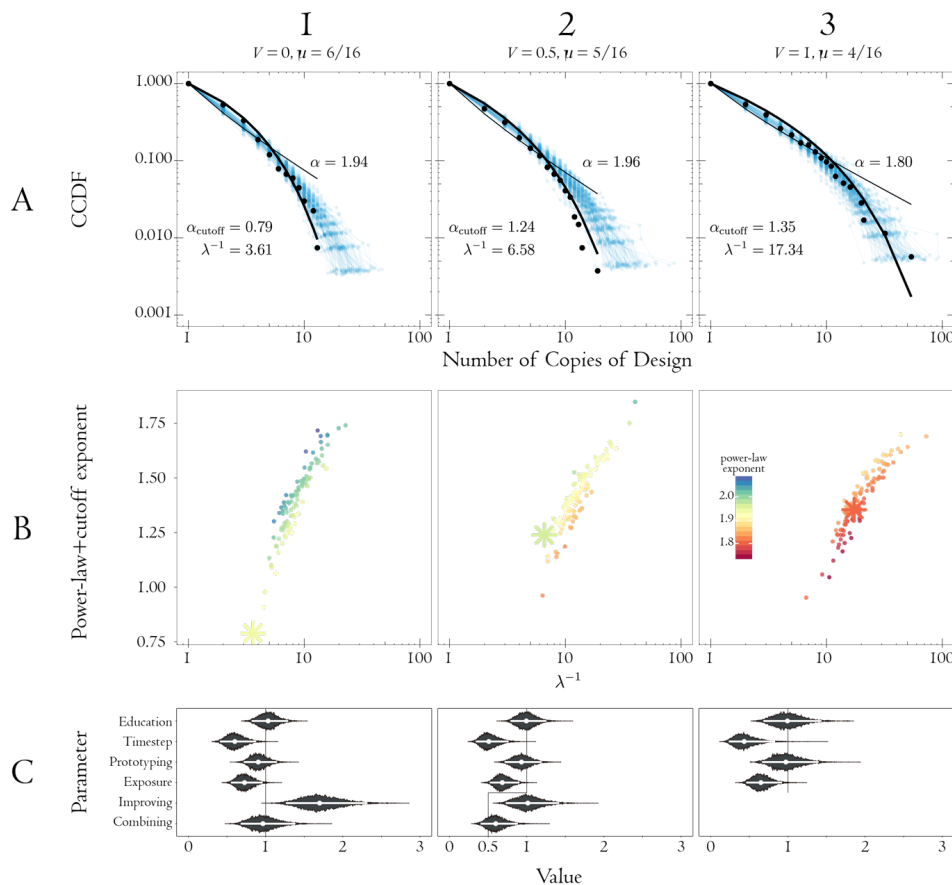 1 2 3
V = 0, μ = 6/16 V = 0.5, μ = 5/16 V = 1, μ = 4/16
A
CCDF
1.000
0.100
0.010
0.001
α = 1.94
αcutoff = 0.79
λ⁻¹ = 3.61
α = 1.96
αcutoff = 1.24
λ⁻¹ = 6.58
α = 1.80
αcutoff = 1.35
λ⁻¹ = 17.34
1 10 100 1 10 100 1 10 100
Number of Copies of Design
B
Power-law+cutoff exponent
1.75
1.50
1.25
1.00
0.75
power-law
exponent
2.0
1.9
1.8
1 10 100 1 10 100 1 10 100
λ⁻¹
C
Parameter
Education
Timestep
Prototyping
Exposure
Improving
Combining
0 1 2 3 0 0.5 1 2 3 0 1 2 3
Value